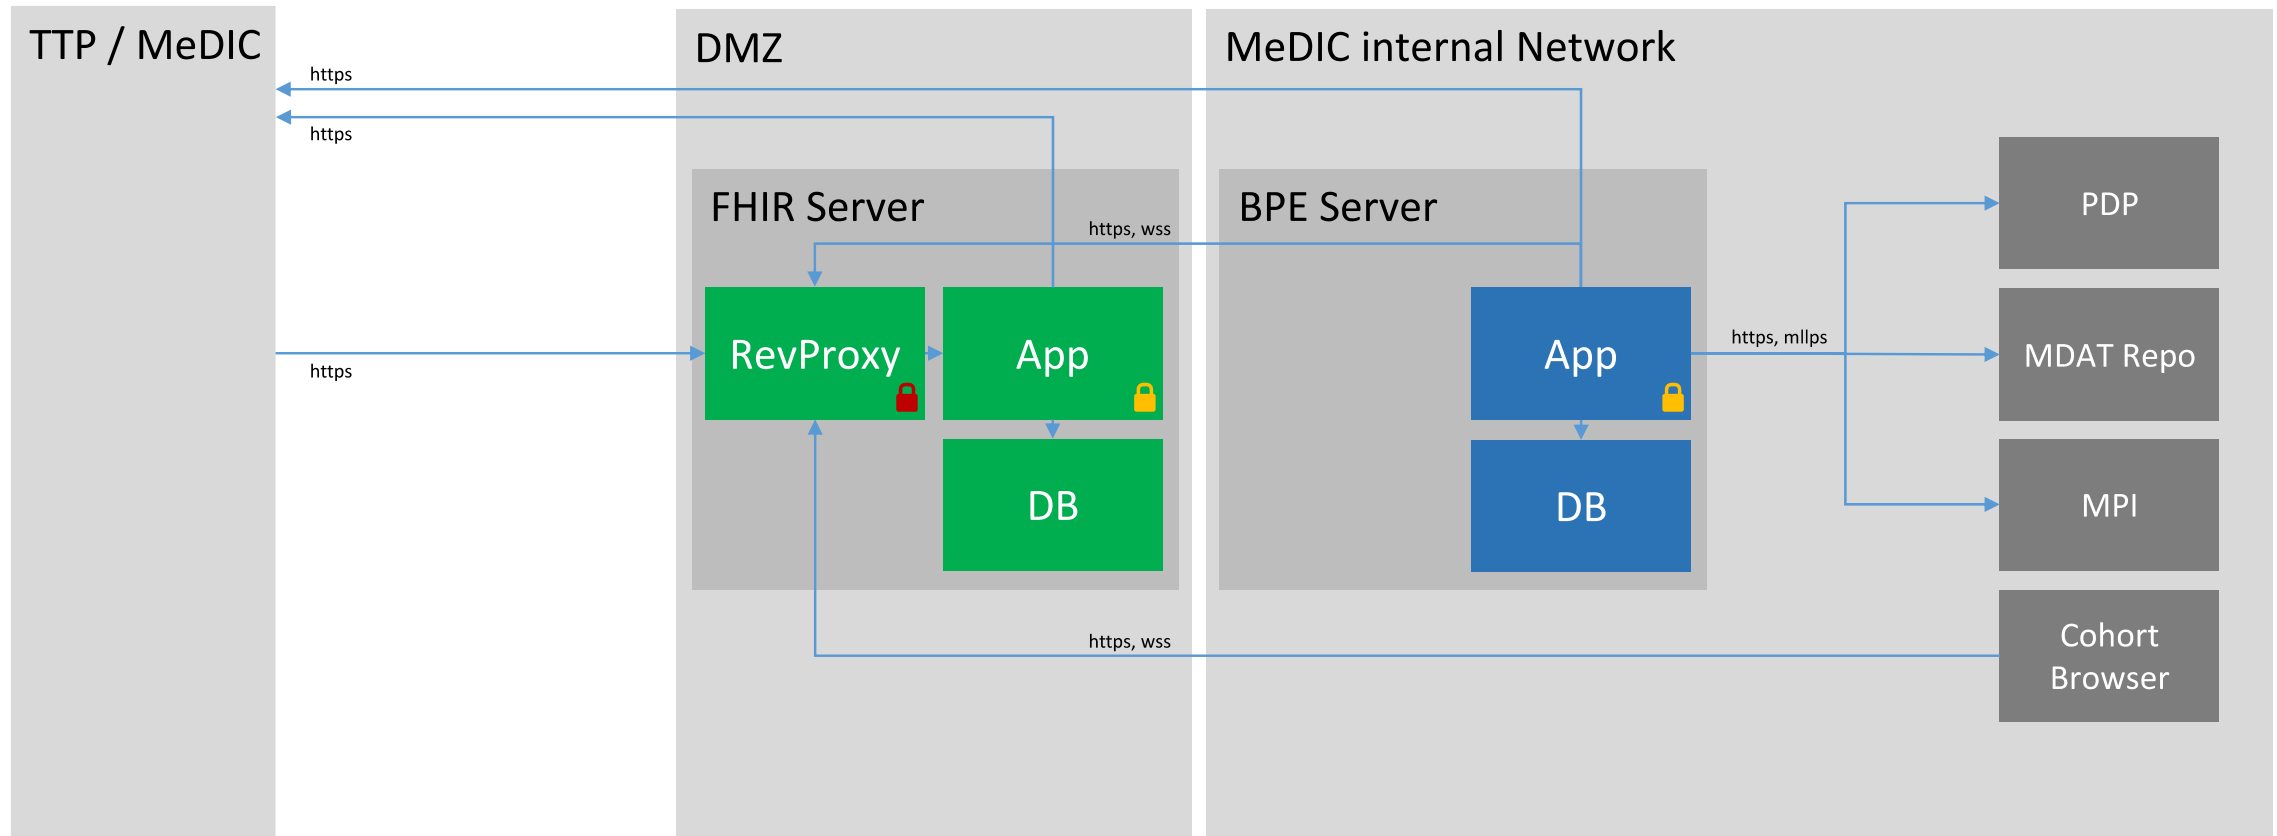 TTP / MeDIC
DMZ
MeDIC internal Network
https
https
FHIR Server
BPE Server
PDP
https, wss
RevProxy
App
App
https, mllps
MDAT Repo
https
DB
DB
MPI
https, wss
Cohort
Browser